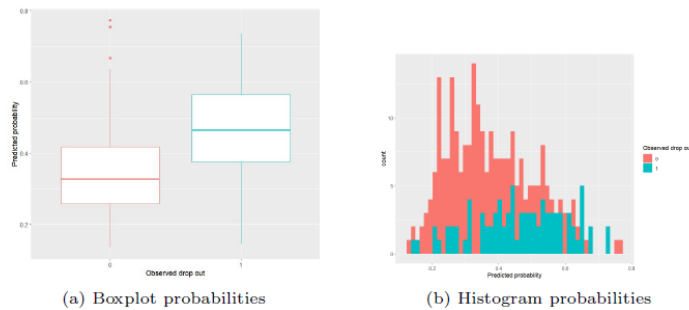 0.8
0.6
0.4
0.2
Predicted probability
0
1
Observed drop out
(a) Boxplot probabilities
10
5
0
count
0.2
0.4
0.6
0.8
Predicted probability
Observed drop ou
0
1
(b) Histogram probabilities